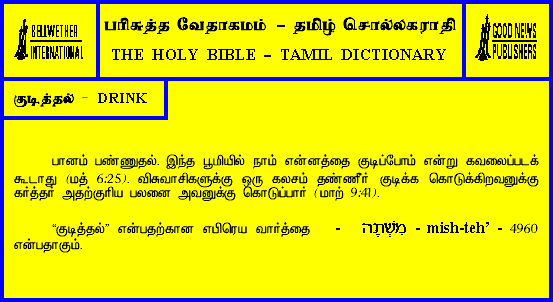 BELLWETHER
INTERNATIONAL
பரிசுத்த வேதாகமம் – தமிழ் சொல்லகராதி
THE HOLY BIBLE – TAMIL DICTIONARY
GOOD NEWS
PUBLISHERS
குடித்தல் - DRINK
பானம் பண்ணுதல். இந்த பூமியில் நாம் என்னத்தை குடிப்போம் என்று கவலைப்படக்
கூடாது (மத் 6:25). விசுவாசிகளுக்கு ஒரு கலசம் தண்ணீர் குடிக்க கொடுக்கிறவனுக்கு
கர்த்தர் அதற்குரிய பலனை அவனுக்கு கொடுப்பார் (மாற் 9:41).
“குடித்தல்” என்பதற்கான எபிரெய வார்த்தை - מִשְׁתֶּה - mish-teh’ - 4960
என்பதாகும்.